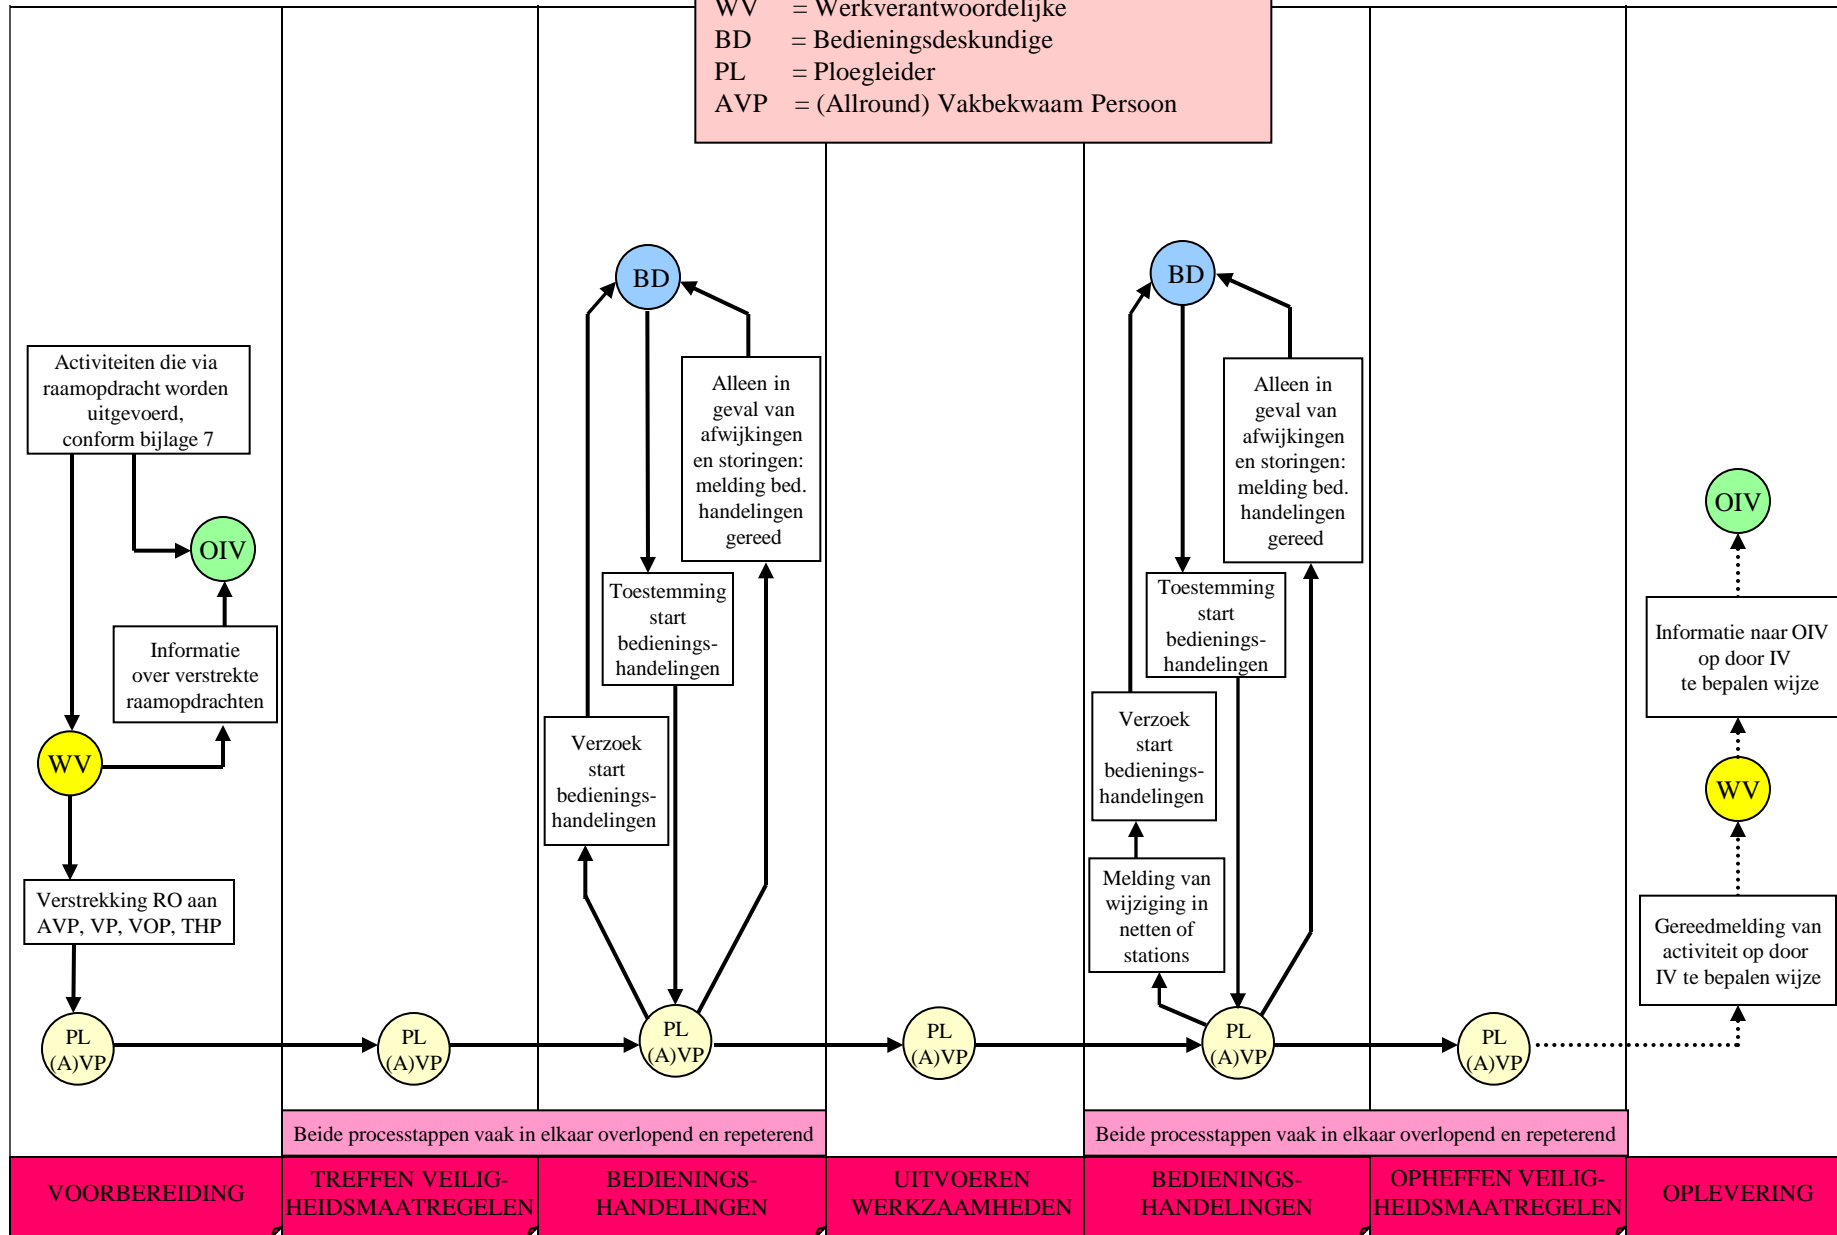 WV = Werkverantwoordelijke
BD = Bedieningsdeskundige
PL = Ploegleider
AVP = (Allround) Vakbekwaam Persoon
Activiteiten die via
raamopdracht worden
uitgevoerd,
conform bijlage 7
OIV
Informatie
over verstrekte
raamopdrachten
WV
Verstrekking RO aan
AVP, VP, VOP, THP
PL
(A)VP
PL
(A)VP
BD
Alleen in
geval van
afwijkingen
en storingen:
melding bed.
handelingen
gereed
Toestemming
start
bedienings-
handelingen
Verzoek
start
bedienings-
handelingen
PL
(A)VP
PL
(A)VP
BD
Alleen in
geval van
afwijkingen
en storingen:
melding bed.
handelingen
gereed
Toestemming
start
bedienings-
handelingen
Verzoek
start
bedienings-
handelingen
Melding van
wijziging in
netten of
stations
PL
(A)VP
PL
(A)VP
OIV
Informatie naar OIV
op door IV
te bepalen wijze
WV
Gereedmelding van
activiteit op door
IV te bepalen wijze
Beide processtappen vaak in elkaar overlopend en repeterend
Beide processtappen vaak in elkaar overlopend en repeterend
VOORBEREIDING
TREFFEN VEILIG-
HEIDSMAATREGELEN
BEDIENINGS-
HANDELINGEN
UITVOEREN
WERKZAAMHEDEN
BEDIENINGS-
HANDELINGEN
OPHEFFEN VEILIG-
HEIDSMAATREGELEN
OPLEVERING